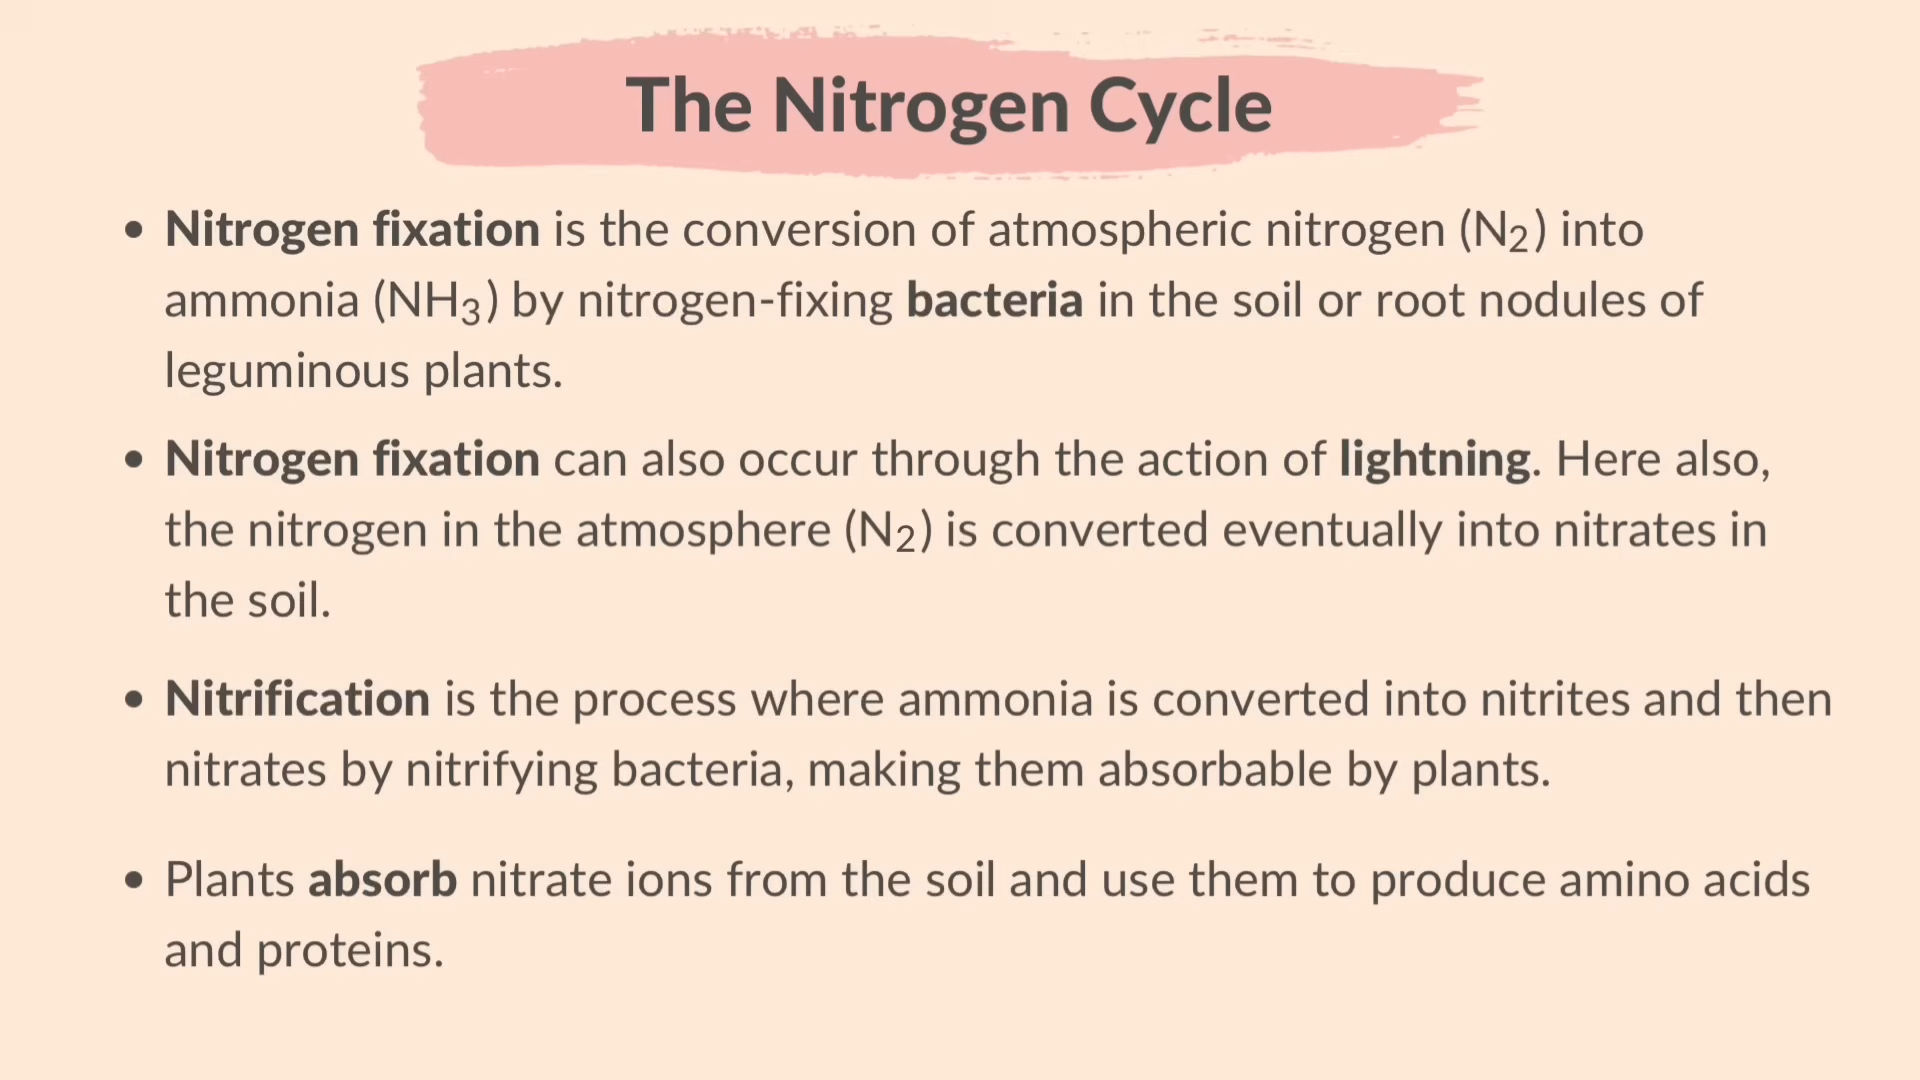 The Nitrogen Cycle
• Nitrogen fixation is the conversion of atmospheric nitrogen (N₂) into
ammonia (NH₃) by nitrogen-fixing bacteria in the soil or root nodules of
leguminous plants.
• Nitrogen fixation can also occur through the action of lightning. Here also,
the nitrogen in the atmosphere (N₂) is converted eventually into nitrates in
the soil.
• Nitrification is the process where ammonia is converted into nitrites and then
nitrates by nitrifying bacteria, making them absorbable by plants.
• Plants absorb nitrate ions from the soil and use them to produce amino acids
and proteins.